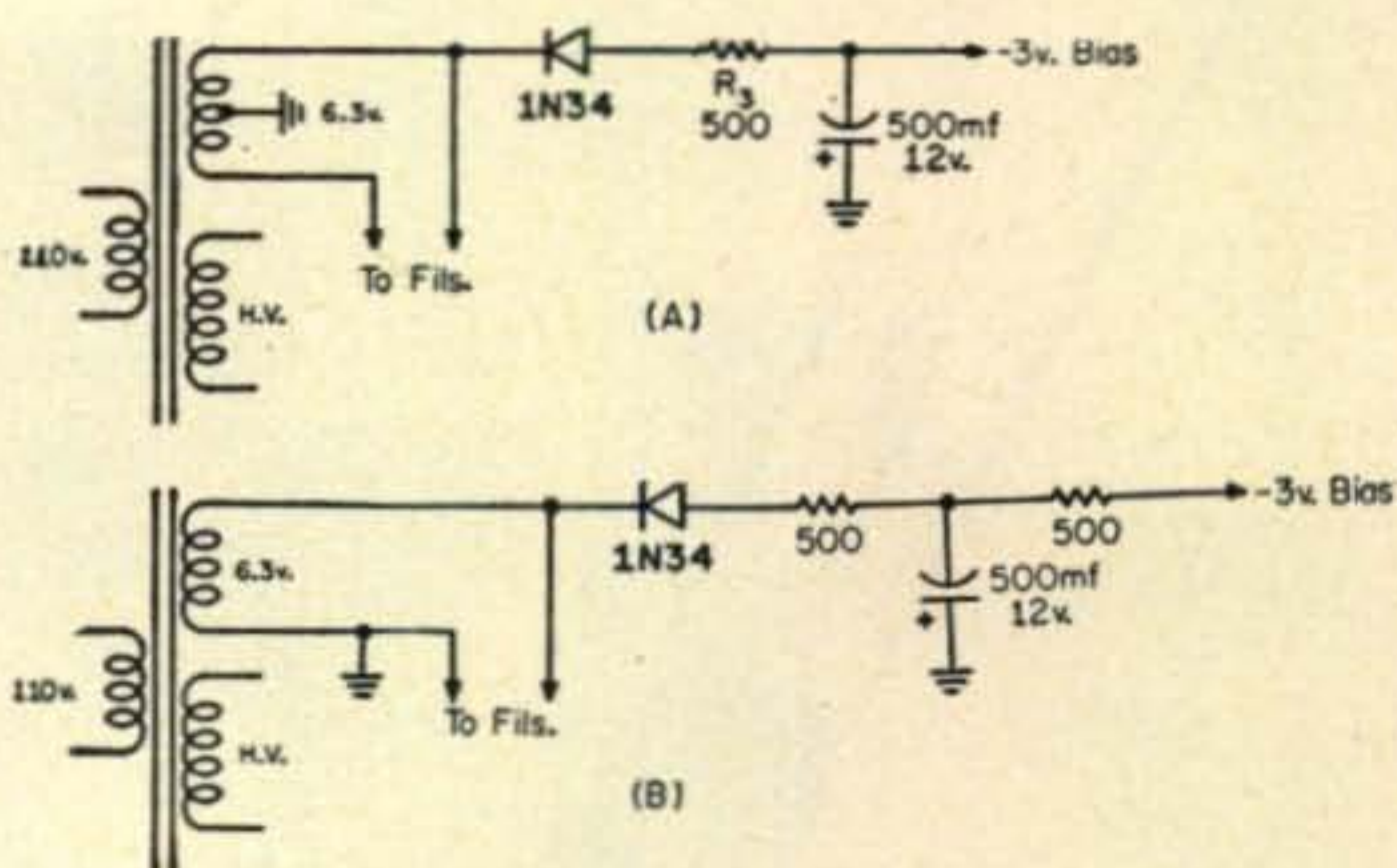 -3v. Bias
1N34
R3
500
500mf
12v.
+
6.3v.
110v.
H.V.
To Fils.
(A)
-3v. Bias
1N34
500
500
500mf
12v.
+
6.3v.
110v.
H.V.
To Fils.
(B)